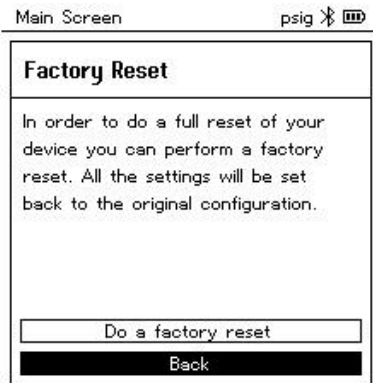 Main Screen psig
Factory Reset
In order to do a full reset of your
device you can perform a factory
reset. All the settings will be set
back to the original configuration.
Do a factory reset
Back